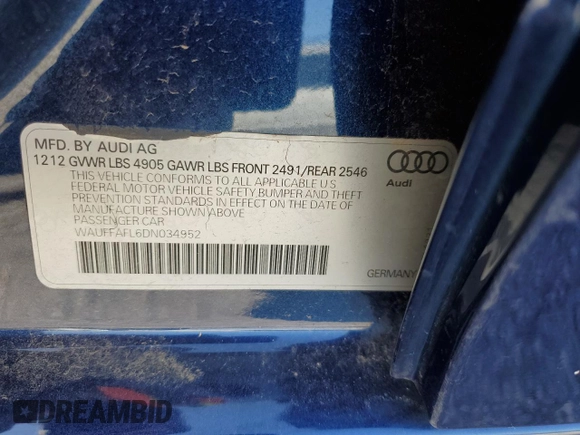 MFD. BY AUDI AG
1212 GVWR LBS 4905 GAWR LBS FRONT 2491/REAR 2546
THIS VEHICLE CONFORMS TO ALL APPLICABLE U S
FEDERAL MOTOR VEHICLE SAFETY BUMPER AND THEFT
PREVENTION STANDARDS IN EFFECT ON THE DATE OF
MANUFACTURE SHOWN ABOVE
PASSENGER CAR
WAUFFAFL6DN034952
Audi
GERMANY
DREAMBID